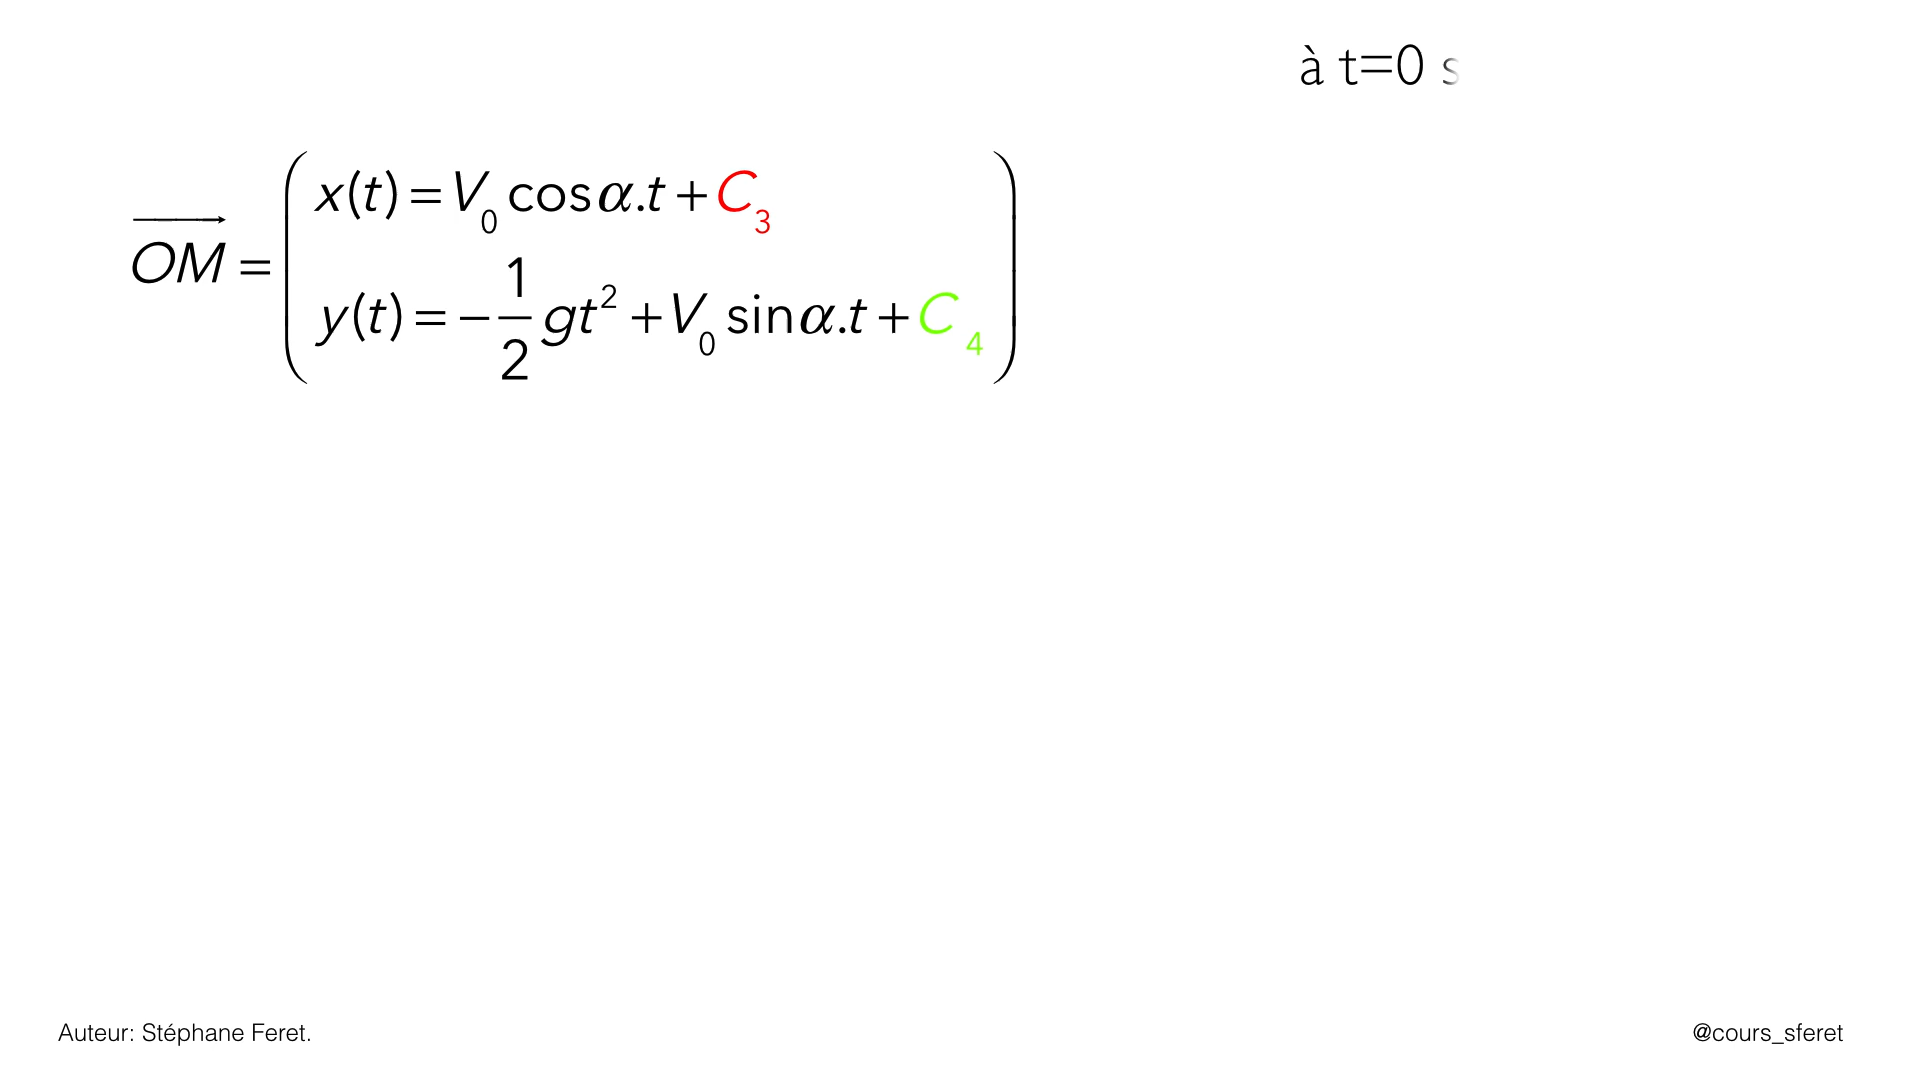 à t=0 s
x(t) = V₀ cosα.t + C₃
OM =
y(t) = −1/2 gt² + V₀ sinα.t + C₄
Auteur: Stéphane Feret.
@cours_sferet